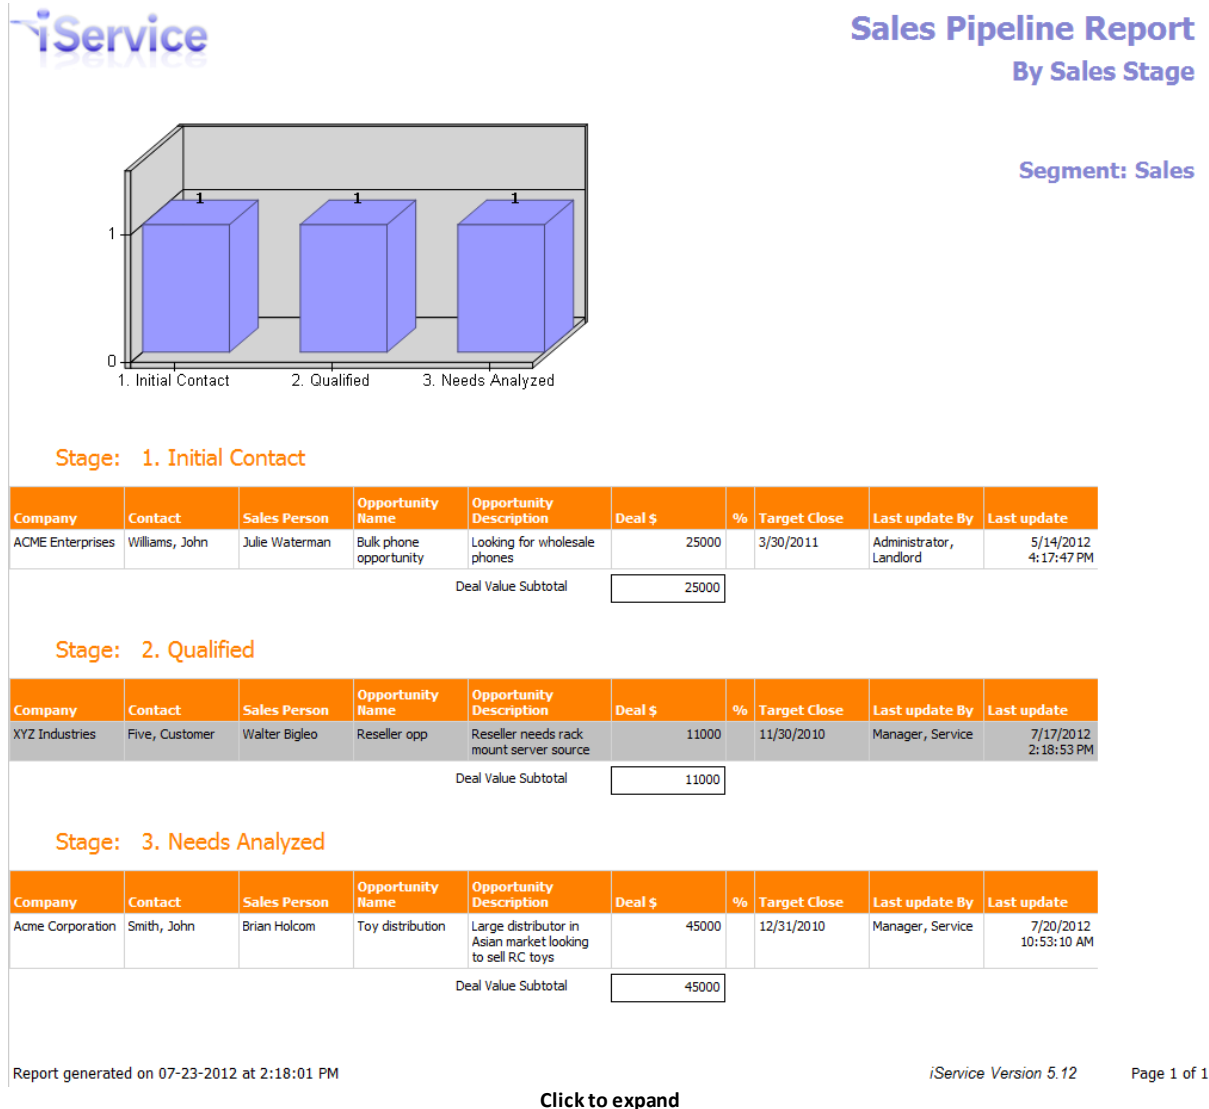 iService
Sales Pipeline Report
By Sales Stage
Segment: Sales
1 1 1
1
0
1. Initial Contact 2. Qualified 3. Needs Analyzed
Stage: 1. Initial Contact
Company Contact Sales Person Opportunity Name Opportunity Description Deal $ % Target Close Last update By Last update
ACME Enterprises Williams, John Julie Waterman Bulk phone opportunity Looking for wholesale phones 25000 3/30/2011 Administrator, Landlord 5/14/2012 4:17:47 PM
Deal Value Subtotal 25000
Stage: 2. Qualified
Company Contact Sales Person Opportunity Name Opportunity Description Deal $ % Target Close Last update By Last update
XYZ Industries Five, Customer Walter Bigleo Reseller opp Reseller needs rack mount server source 11000 11/30/2010 Manager, Service 7/17/2012 2:18:53 PM
Deal Value Subtotal 11000
Stage: 3. Needs Analyzed
Company Contact Sales Person Opportunity Name Opportunity Description Deal $ % Target Close Last update By Last update
Acme Corporation Smith, John Brian Holcom Toy distribution Large distributor in Asian market looking to sell RC toys 45000 12/31/2010 Manager, Service 7/20/2012 10:53:10 AM
Deal Value Subtotal 45000
Report generated on 07-23-2012 at 2:18:01 PM iService Version 5.12 Page 1 of 1
Click to expand